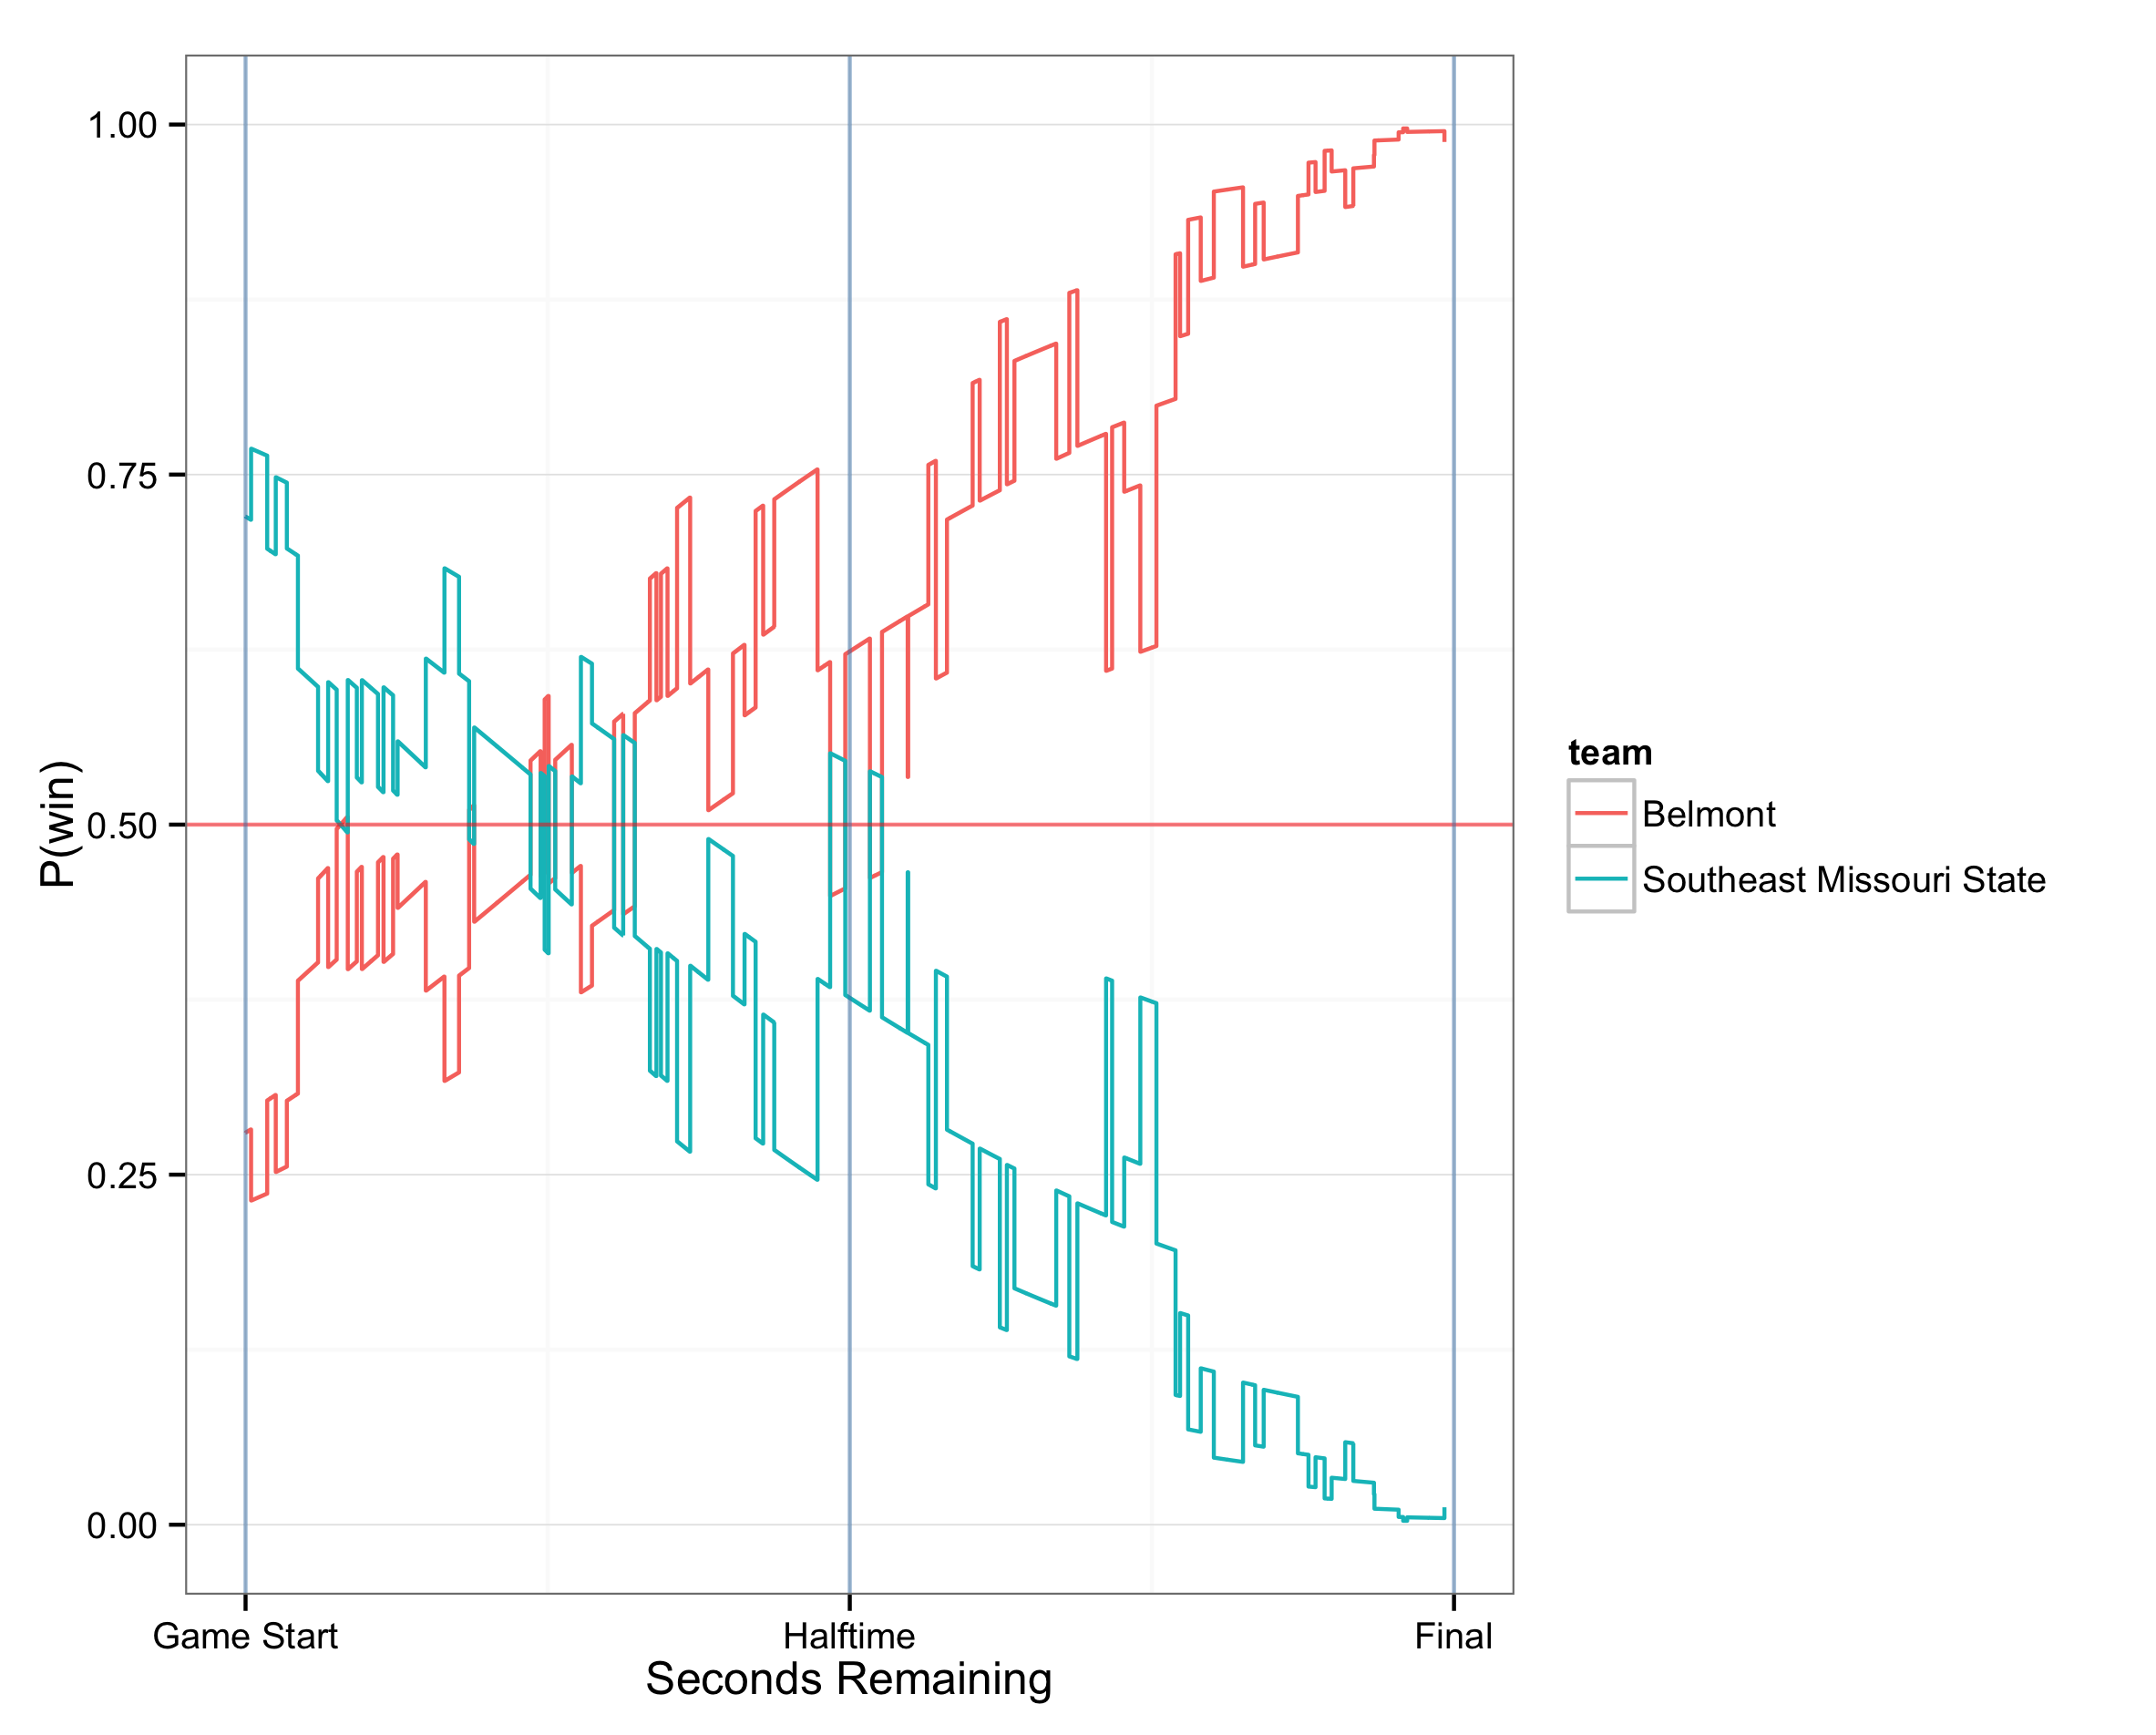 1.00
0.75
0.50
0.25
0.00
P(win)
Game Start
Halftime
Final
Seconds Remaining
team
Belmont
Southeast Missouri State